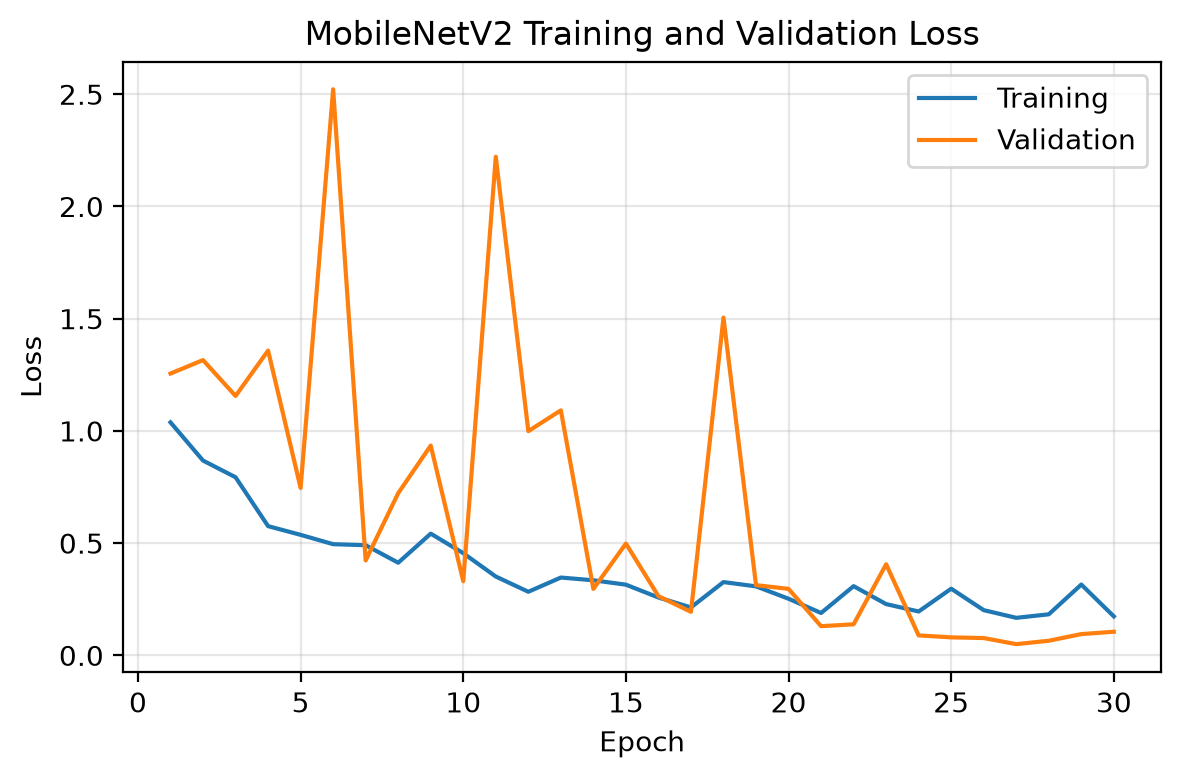 MobileNetV2 Training and Validation Loss
Training
Validation
Loss
2.5
2.0
1.5
1.0
0.5
0.0
0 5 10 15 20 25 30
Epoch